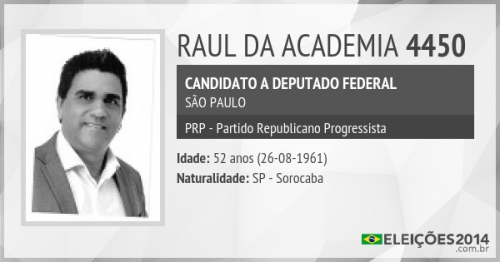 RAUL DA ACADEMIA 4450
CANDIDATO A DEPUTADO FEDERAL
SÃO PAULO
PRP - Partido Republicano Progressista
Idade: 52 anos (26-08-1961)
Naturalidade: SP - Sorocaba
ELEIÇÕES2014
.com.br